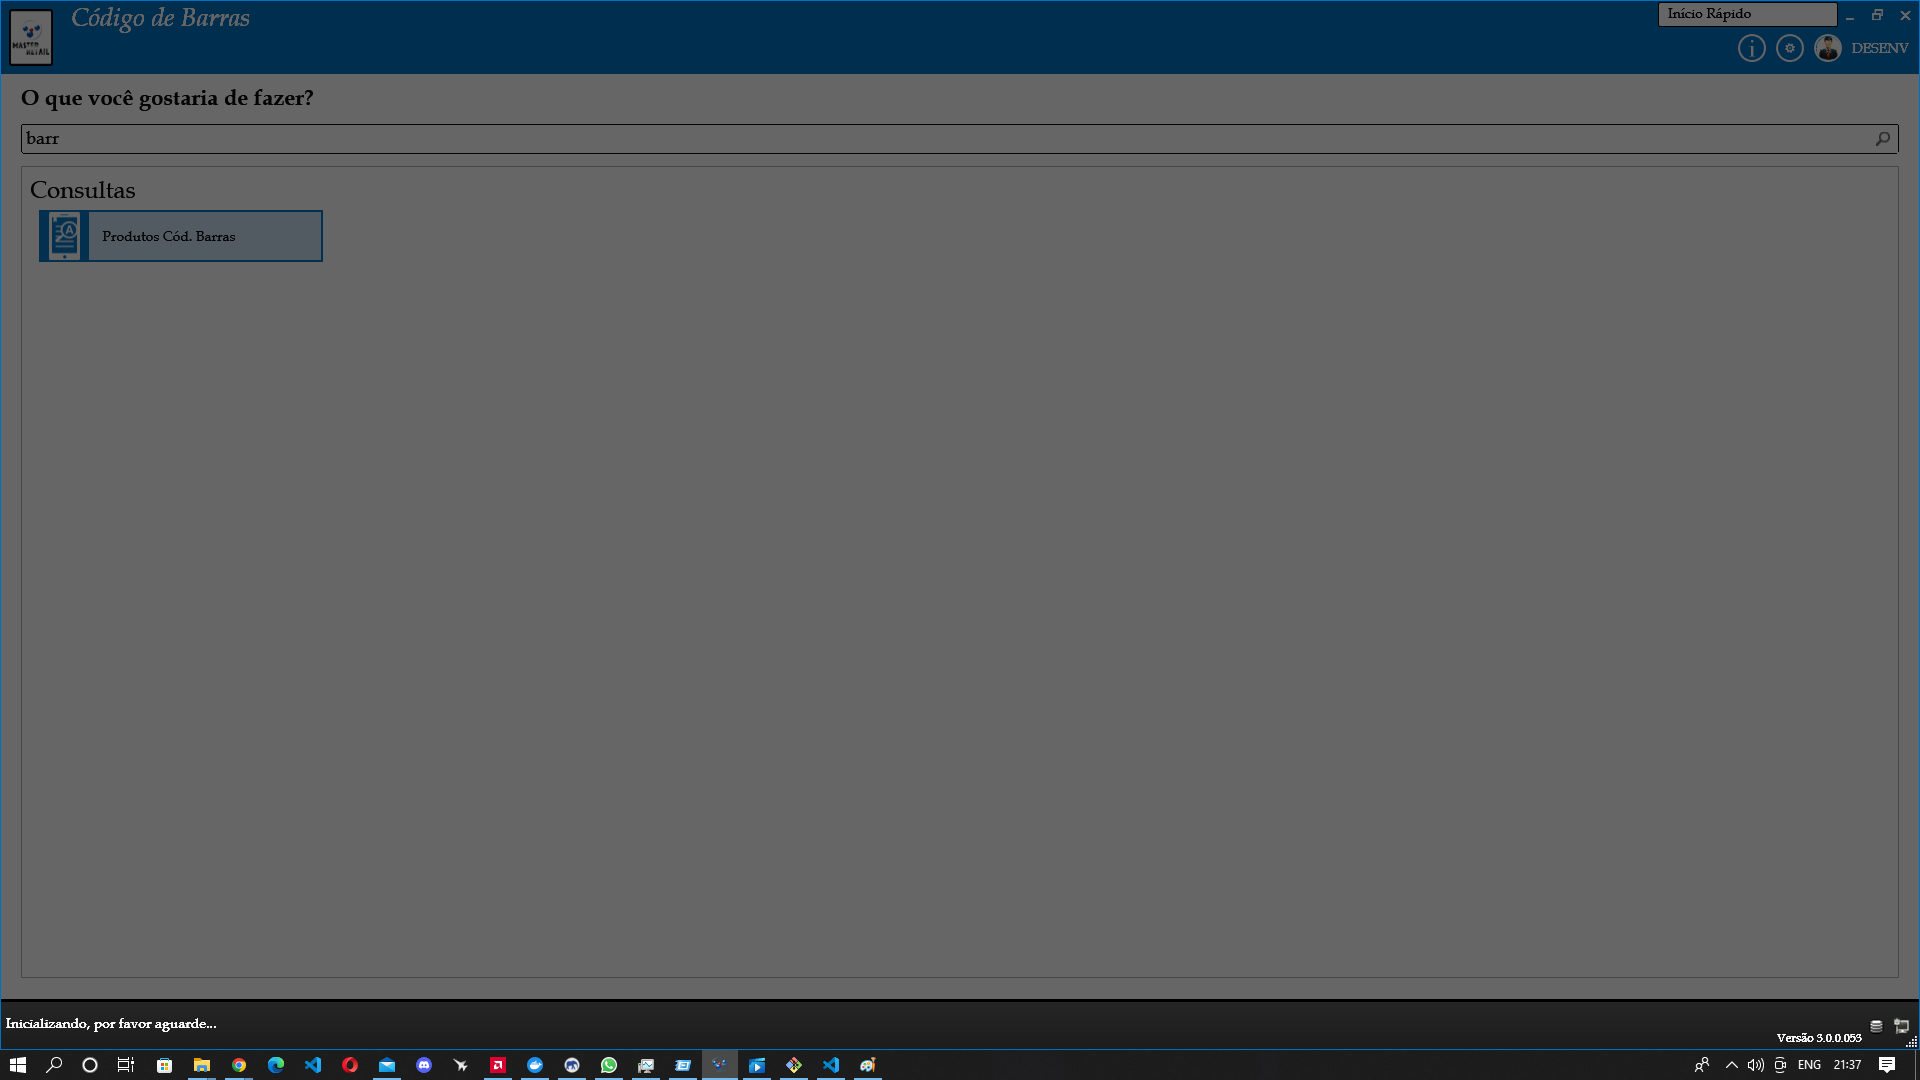 Código de Barras
Início Rápido
MASTER
RETAIL
DESENV
O que você gostaria de fazer?
barr
Consultas
A
Produtos Cód. Barras
Inicializando, por favor aguarde...
Versão 3.0.0.053
ENG
21:37